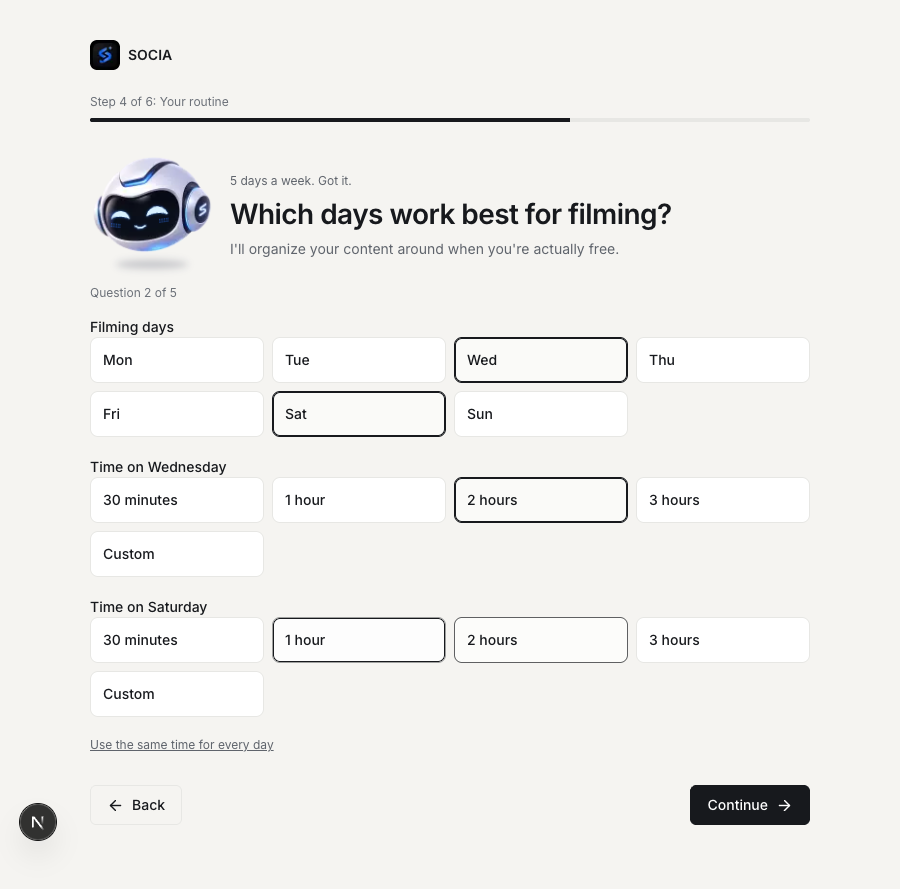 SOCIA
Step 4 of 6: Your routine
5 days a week. Got it.
Which days work best for filming?
I'll organize your content around when you're actually free.
Question 2 of 5
Filming days
Mon
Tue
Wed
Thu
Fri
Sat
Sun
Time on Wednesday
30 minutes
1 hour
2 hours
3 hours
Custom
Time on Saturday
30 minutes
1 hour
2 hours
3 hours
Custom
Use the same time for every day
Back
Continue
N